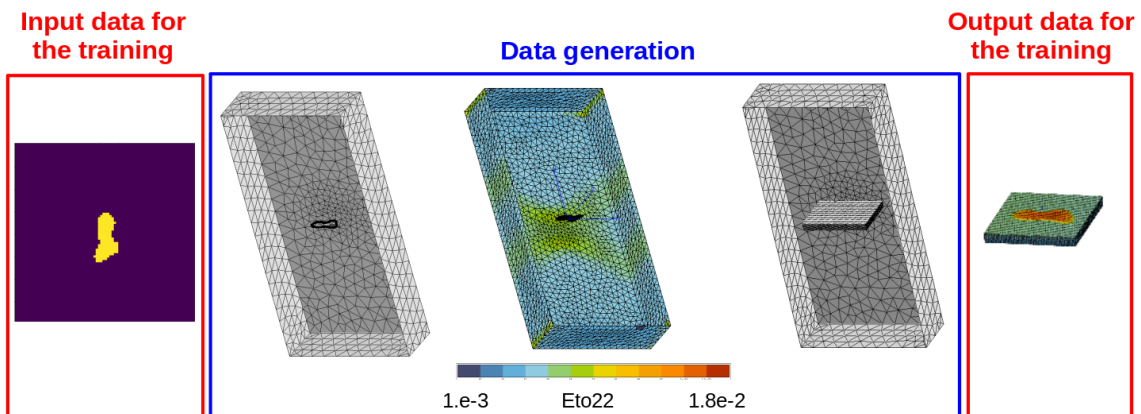 Input data for
the training
Data generation
Output data for
the training
1.e-3 Eto22 1.8e-2